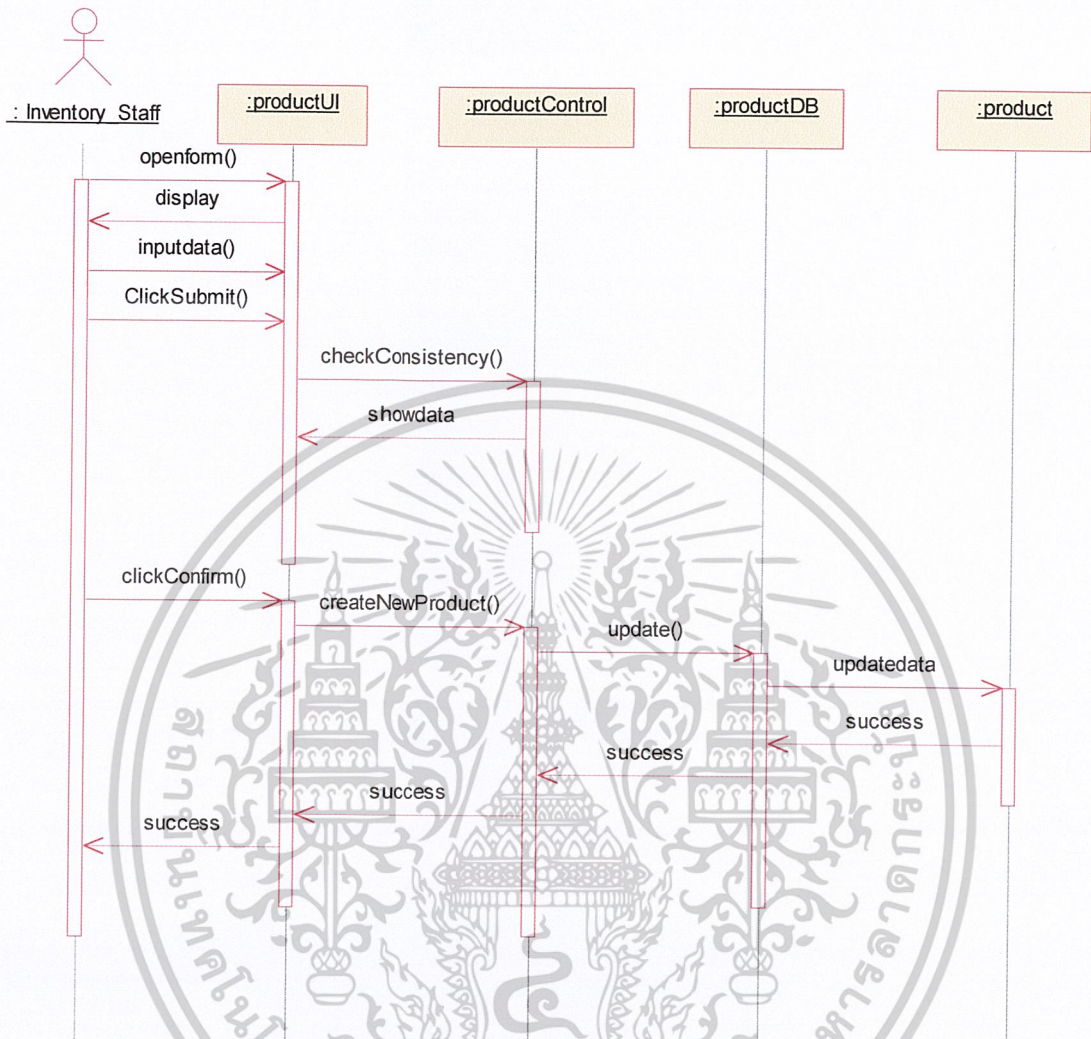 : Inventory_Staff
:productUI
:productControl
:productDB
:product
openform()
display
inputdata()
ClickSubmit()
checkConsistency()
showdata
clickConfirm()
createNewProduct()
update()
updatedata
success
success
success
success